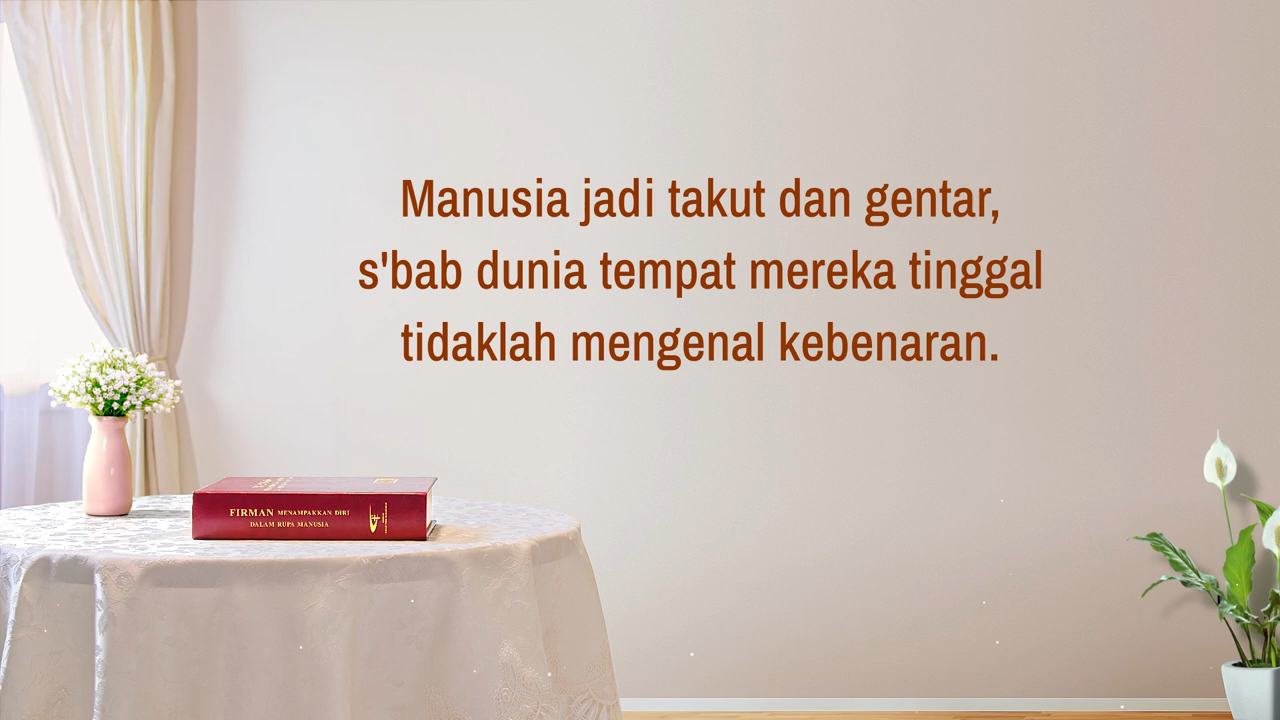 Manusia jadi takut dan gentar,
s'bab dunia tempat mereka tinggal
tidaklah mengenal kebenaran.
FIRMAN MENAMPAKKAN DIRI
DALAM RUPA MANUSIA